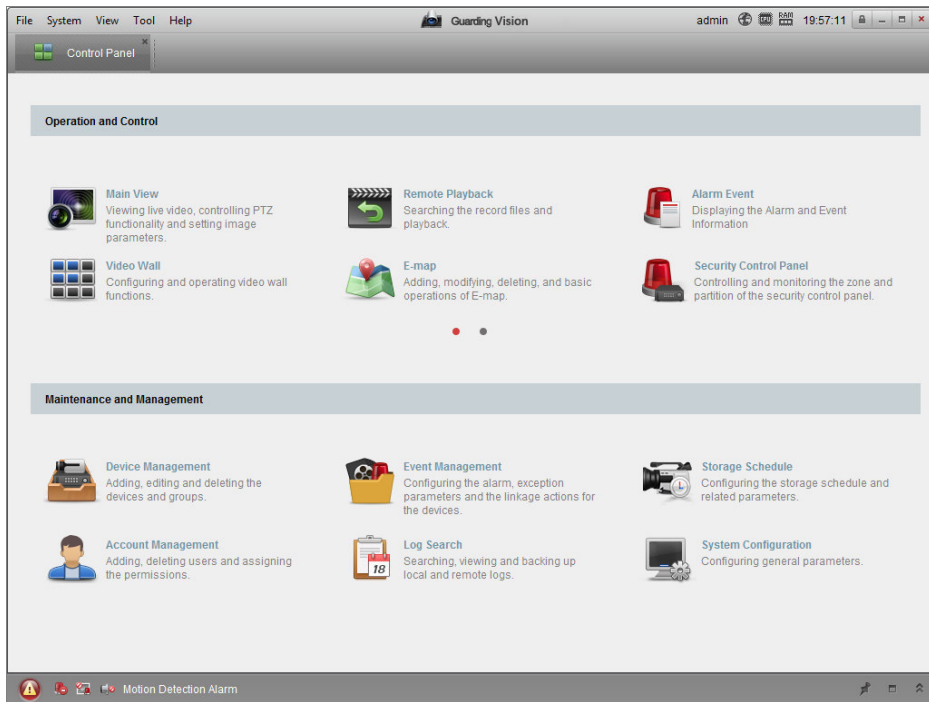 File System View Tool Help Guarding Vision admin CPU RAM 19:57:11
Control Panel
Operation and Control
Main View
Viewing live video, controlling PTZ
functionality and setting image
parameters.
Remote Playback
Searching the record files and
playback.
Alarm Event
Displaying the Alarm and Event
Information
Video Wall
Configuring and operating video wall
functions.
E-map
Adding, modifying, deleting, and basic
operations of E-map.
Security Control Panel
Controlling and monitoring the zone and
partition of the security control panel.
Maintenance and Management
Device Management
Adding, editing and deleting the
devices and groups.
Event Management
Configuring the alarm, exception
parameters and the linkage actions for
the devices.
Storage Schedule
Configuring the storage schedule and
related parameters.
Account Management
Adding, deleting users and assigning
the permissions.
18
Log Search
Searching, viewing and backing up
local and remote logs.
System Configuration
Configuring general parameters.
Motion Detection Alarm